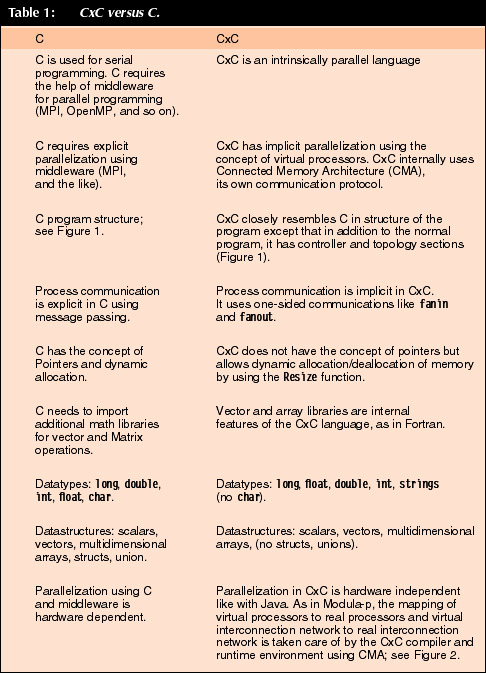 Table 1: CxC versus C.
C CxC
C is used for serial
programming. C requires
the help of middleware
for parallel programming
(MPI, OpenMP, and so on).
CxC is an intrinsically parallel language
C requires explicit
parallelization using
middleware (MPI,
and the like).
CxC has implicit parallelization using the
concept of virtual processors. CxC internally uses
Connected Memory Architecture (CMA),
its own communication protocol.
C program structure;
see Figure 1.
CxC closely resembles C in structure of the
program except that in addition to the normal
program, it has controller and topology sections
(Figure 1).
Process communication
is explicit in C using
message passing.
Process communication is implicit in CxC.
It uses one-sided communications like fanin
and fanout.
C has the concept of
Pointers and dynamic
allocation.
CxC does not have the concept of pointers but
allows dynamic allocation/deallocation of memory
by using the Resize function.
C needs to import
additional math libraries
for vector and Matrix
operations.
Vector and array libraries are internal
features of the CxC language, as in Fortran.
Datatypes: long, double,
int, float, char.
Datatypes: long, float, double, int, strings
(no char).
Datastructures: scalars,
vectors, multidimensional
arrays, structs, union.
Datastructures: scalars, vectors, multidimensional
arrays, (no structs, unions).
Parallelization using C
and middleware is
hardware dependent.
Parallelization in CxC is hardware independent
like with Java. As in Modula-p, the mapping of
virtual processors to real processors and virtual
interconnection network to real interconnection
network is taken care of by the CxC compiler and
runtime environment using CMA; see Figure 2.